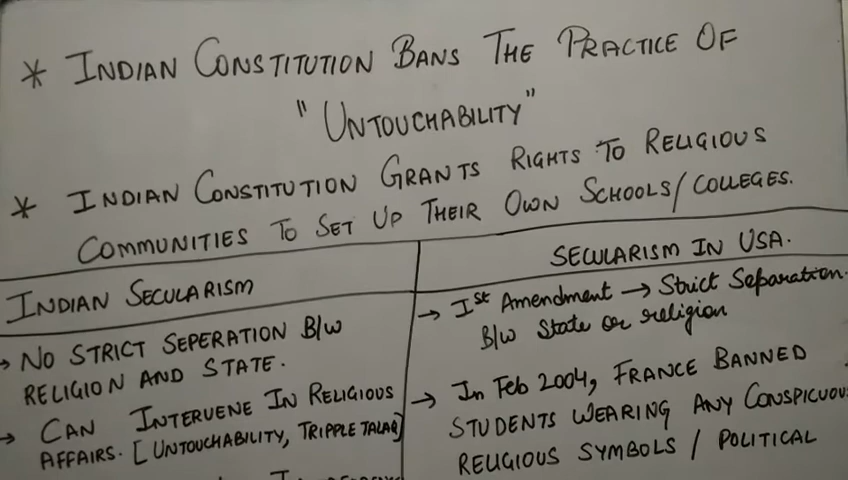 * INDIAN CONSTITUTION BANS THE PRACTICE OF
"UNTOUCHABILITY"
* INDIAN CONSTITUTION GRANTS RIGHTS TO RELIGIOUS
COMMUNITIES TO SET UP THEIR OWN SCHOOLS/COLLEGES.
INDIAN SECULARISM
→ NO STRICT SEPERATION B/W
RELIGION AND STATE.
→ CAN INTERVENE IN RELIGIOUS
AFFAIRS. [UNTOUCHABILITY, TRIPPLE TALAQ]
SECULARISM IN USA.
→ Ist Amendment → Strict Separation
B/W State or religion
→ In Feb 2004, FRANCE BANNED
STUDENTS WEARING ANY CONSPICUOU
RELIGIOUS SYMBOLS / POLITICAL